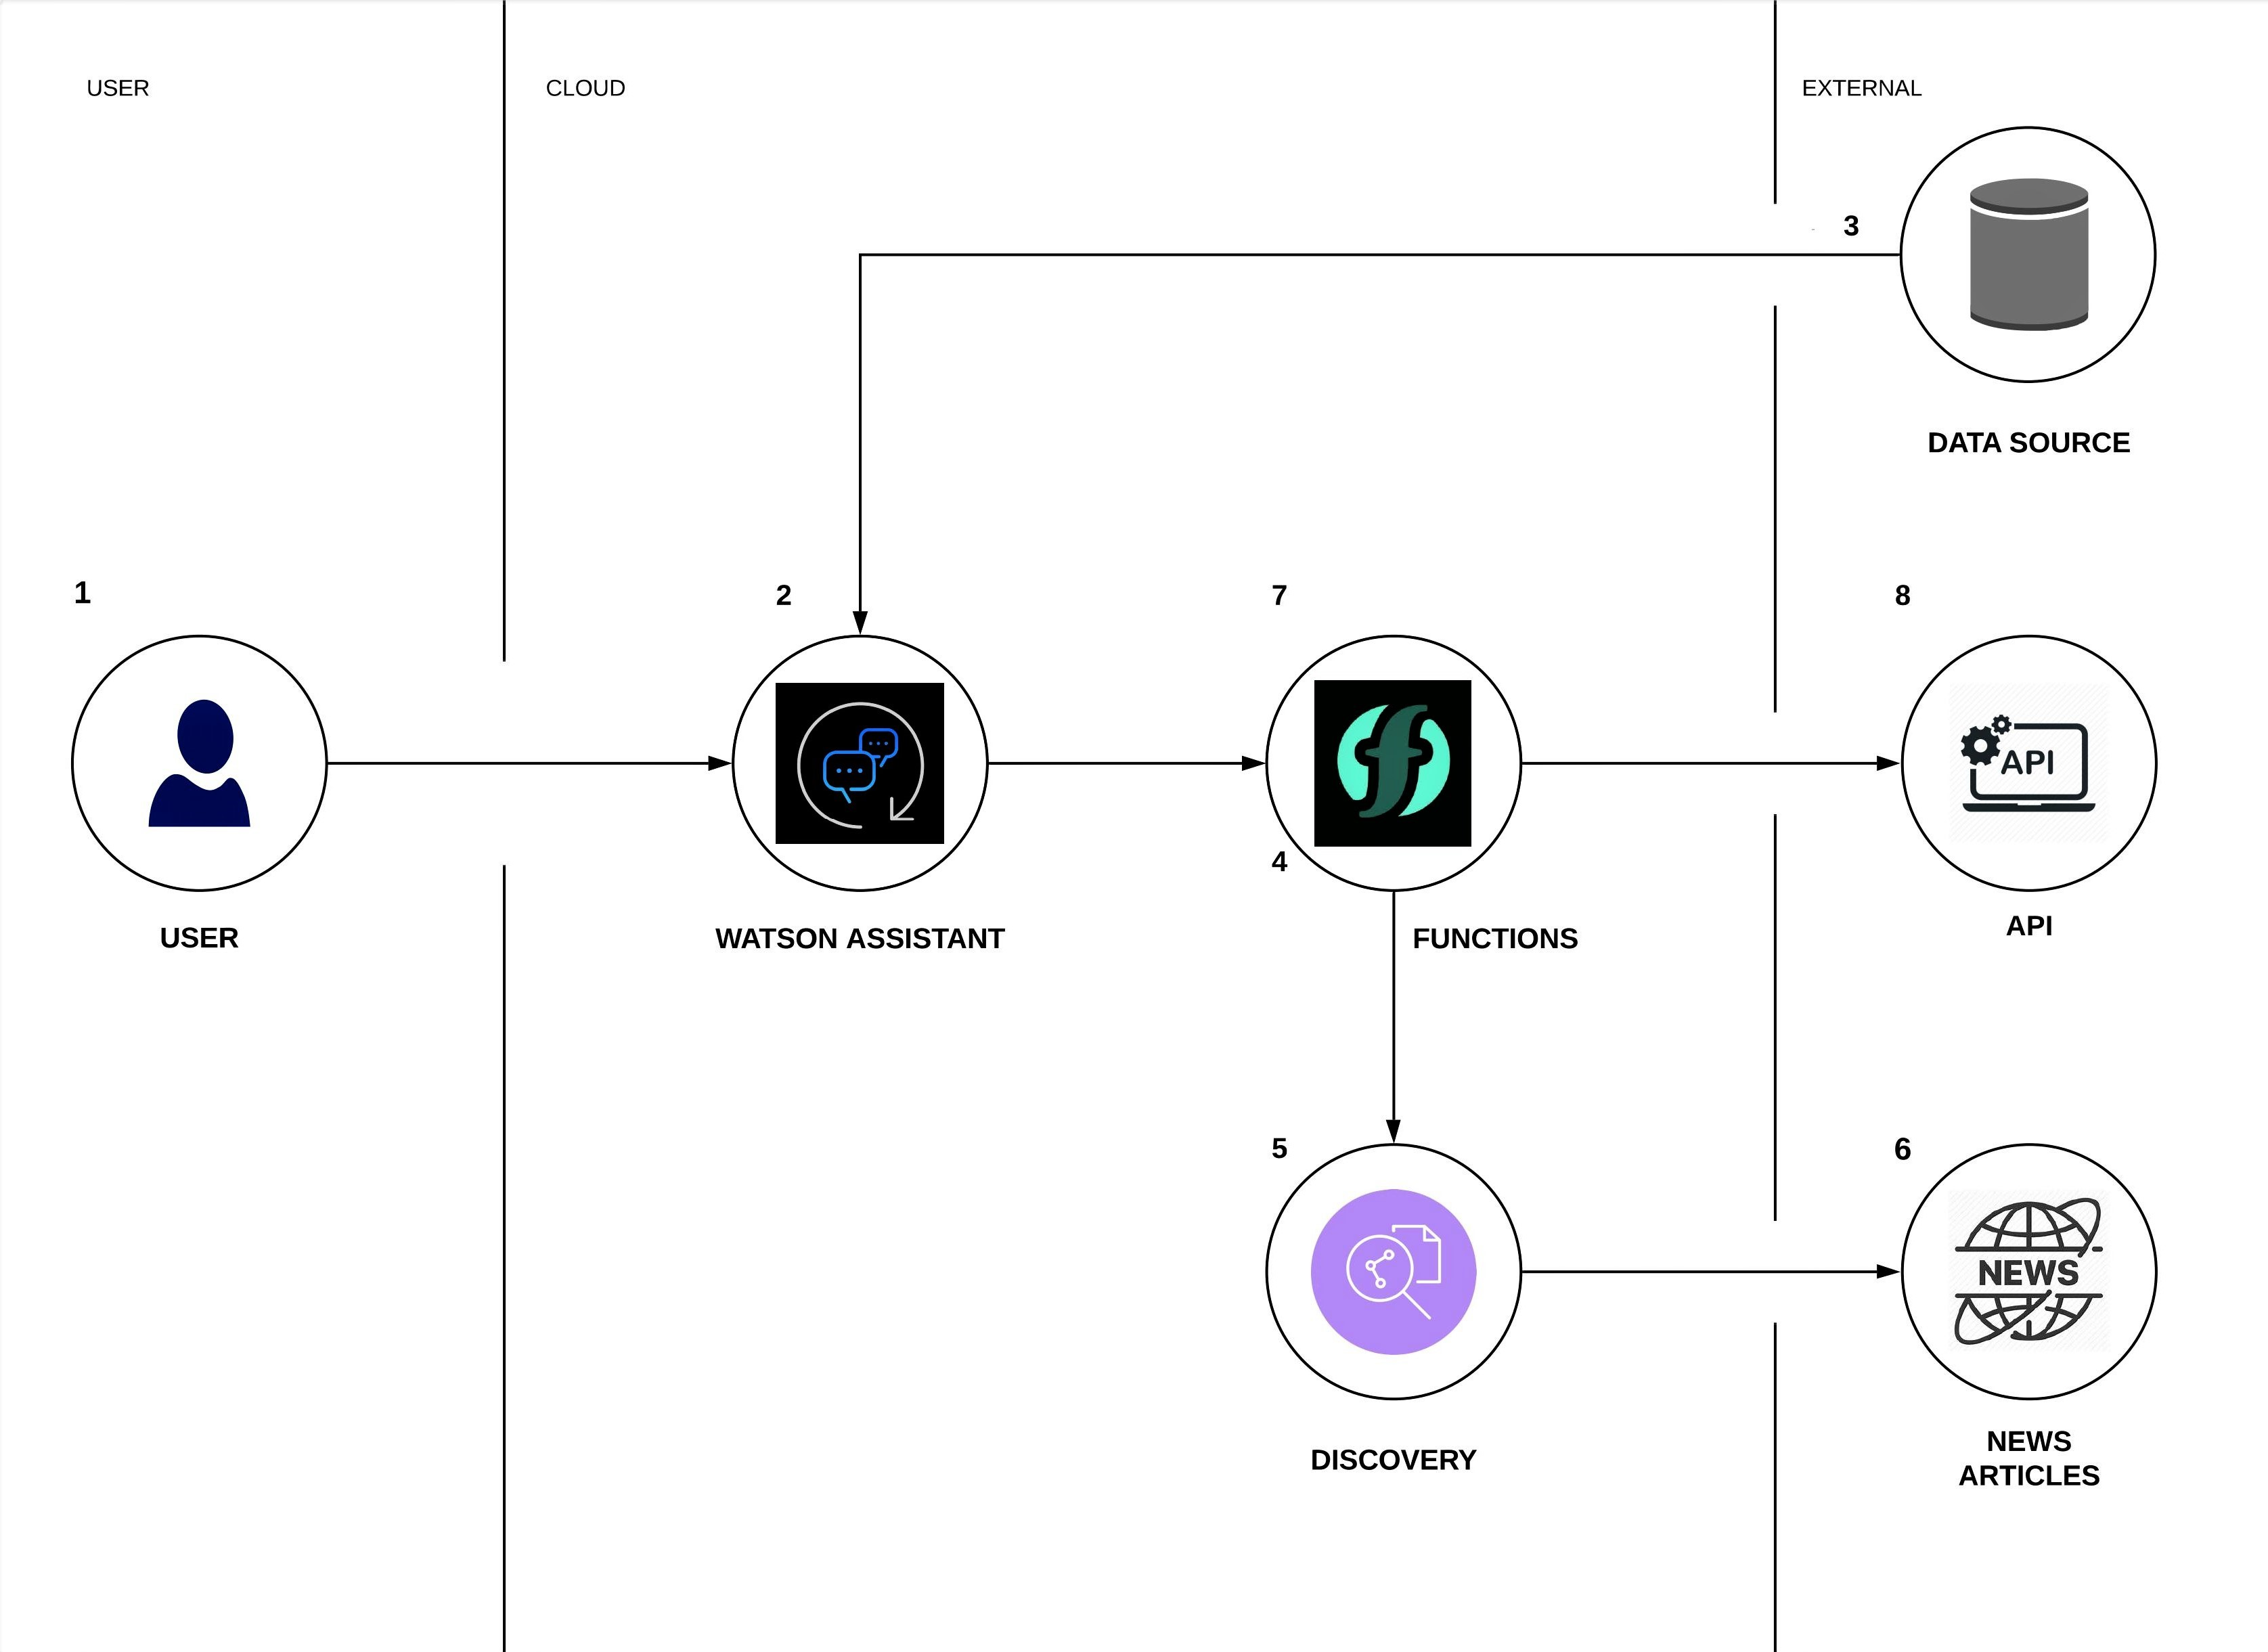 USER
CLOUD
EXTERNAL
3
DATA SOURCE
1
2
7
8
API
4
USER
WATSON ASSISTANT
FUNCTIONS
API
5
6
NEWS
DISCOVERY
NEWS
ARTICLES